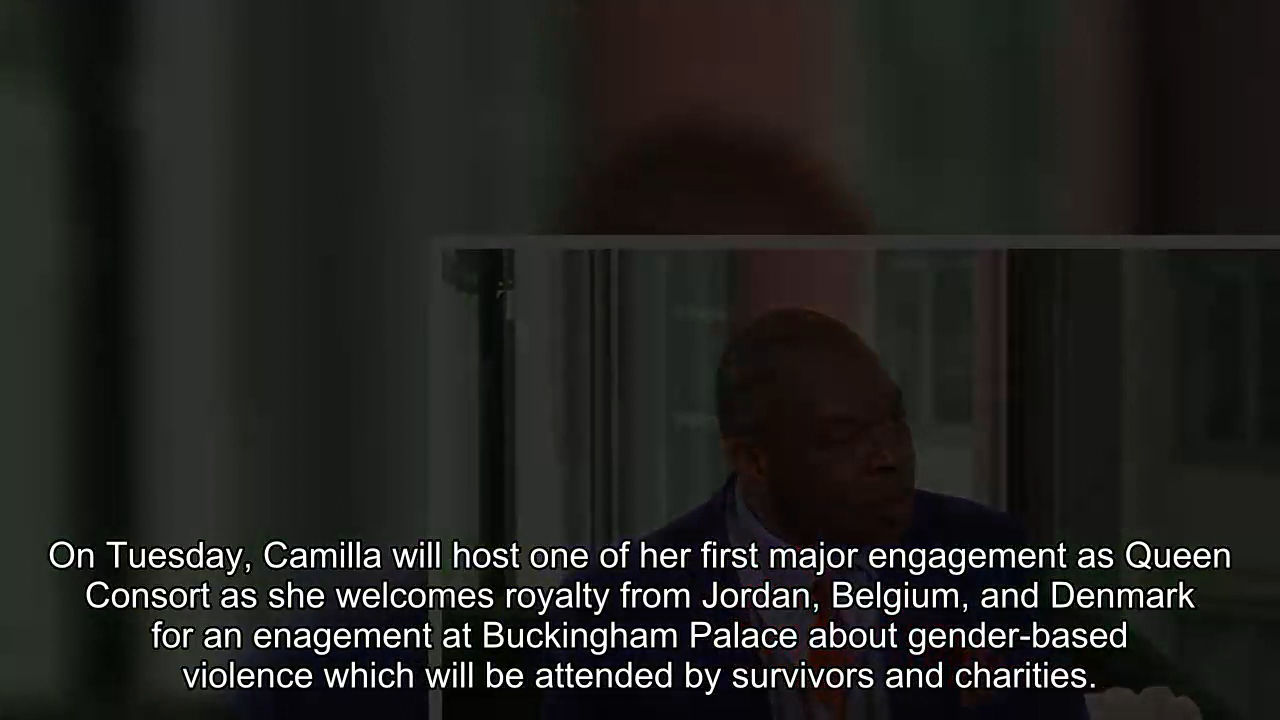 On Tuesday, Camilla will host one of her first major engagement as Queen
Consort as she welcomes royalty from Jordan, Belgium, and Denmark
for an enagement at Buckingham Palace about gender-based
violence which will be attended by survivors and charities.